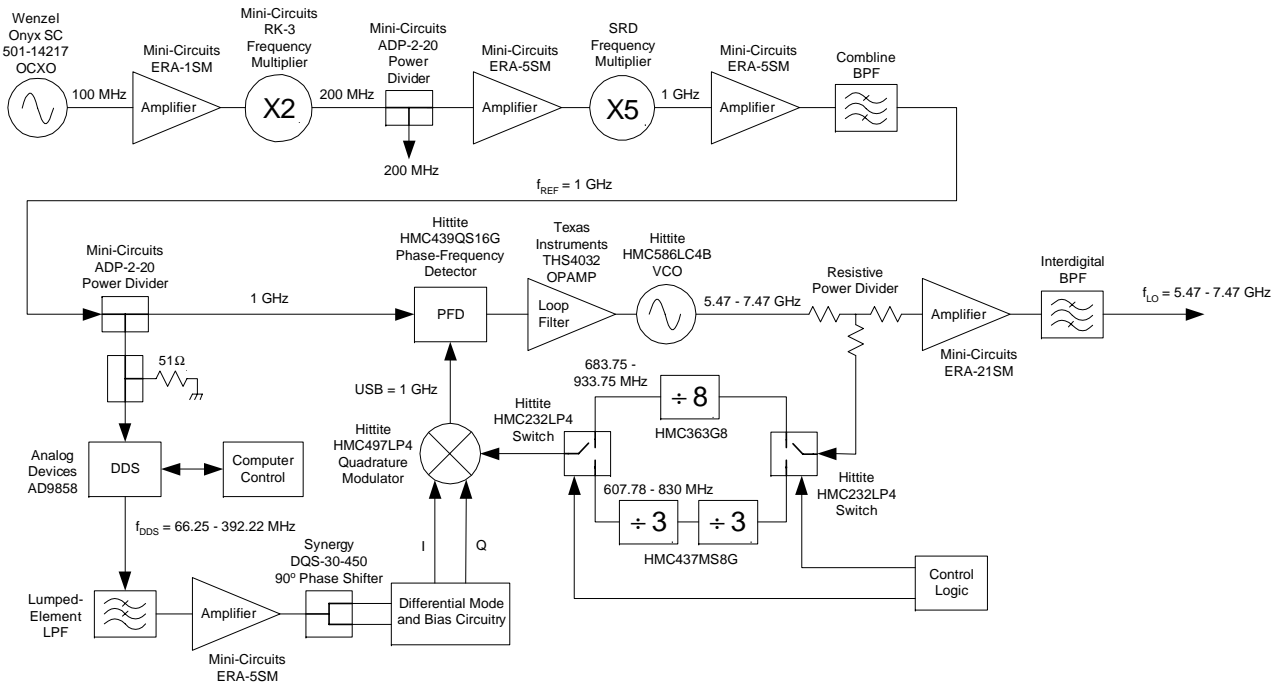 Wenzel
Onyx SC
501-14217
OCXO
100 MHz
Mini-Circuits
ERA-1SM
Amplifier
Mini-Circuits
RK-3
Frequency
Multiplier
X2
200 MHz
Mini-Circuits
ADP-2-20
Power
Divider
200 MHz
Mini-Circuits
ERA-5SM
Amplifier
SRD
Frequency
Multiplier
X5
1 GHz
Mini-Circuits
ERA-5SM
Amplifier
Combline
BPF
fREF = 1 GHz
Mini-Circuits
ADP-2-20
Power Divider
1 GHz
Hittite
HMC439QS16G
Phase-Frequency
Detector
PFD
Texas
Instruments
THS4032
OPAMP
Loop
Filter
Hittite
HMC586LC4B
VCO
5.47 - 7.47 GHz
Resistive
Power Divider
Amplifier
Mini-Circuits
ERA-21SM
Interdigital
BPF
fLO = 5.47 - 7.47 GHz
51Ω
USB = 1 GHz
683.75 -
933.75 MHz
÷ 8
HMC363G8
Hittite
HMC232LP4
Switch
Hittite
HMC497LP4
Quadrature
Modulator
Hittite
HMC232LP4
Switch
607.78 - 830 MHz
÷ 3
÷ 3
HMC437MS8G
Analog
Devices
AD9858
DDS
Computer
Control
fDDS = 66.25 - 392.22 MHz
I
Q
Control
Logic
Lumped-
Element
LPF
Amplifier
Mini-Circuits
ERA-5SM
Synergy
DQS-30-450
90º Phase Shifter
Differential Mode
and Bias Circuitry